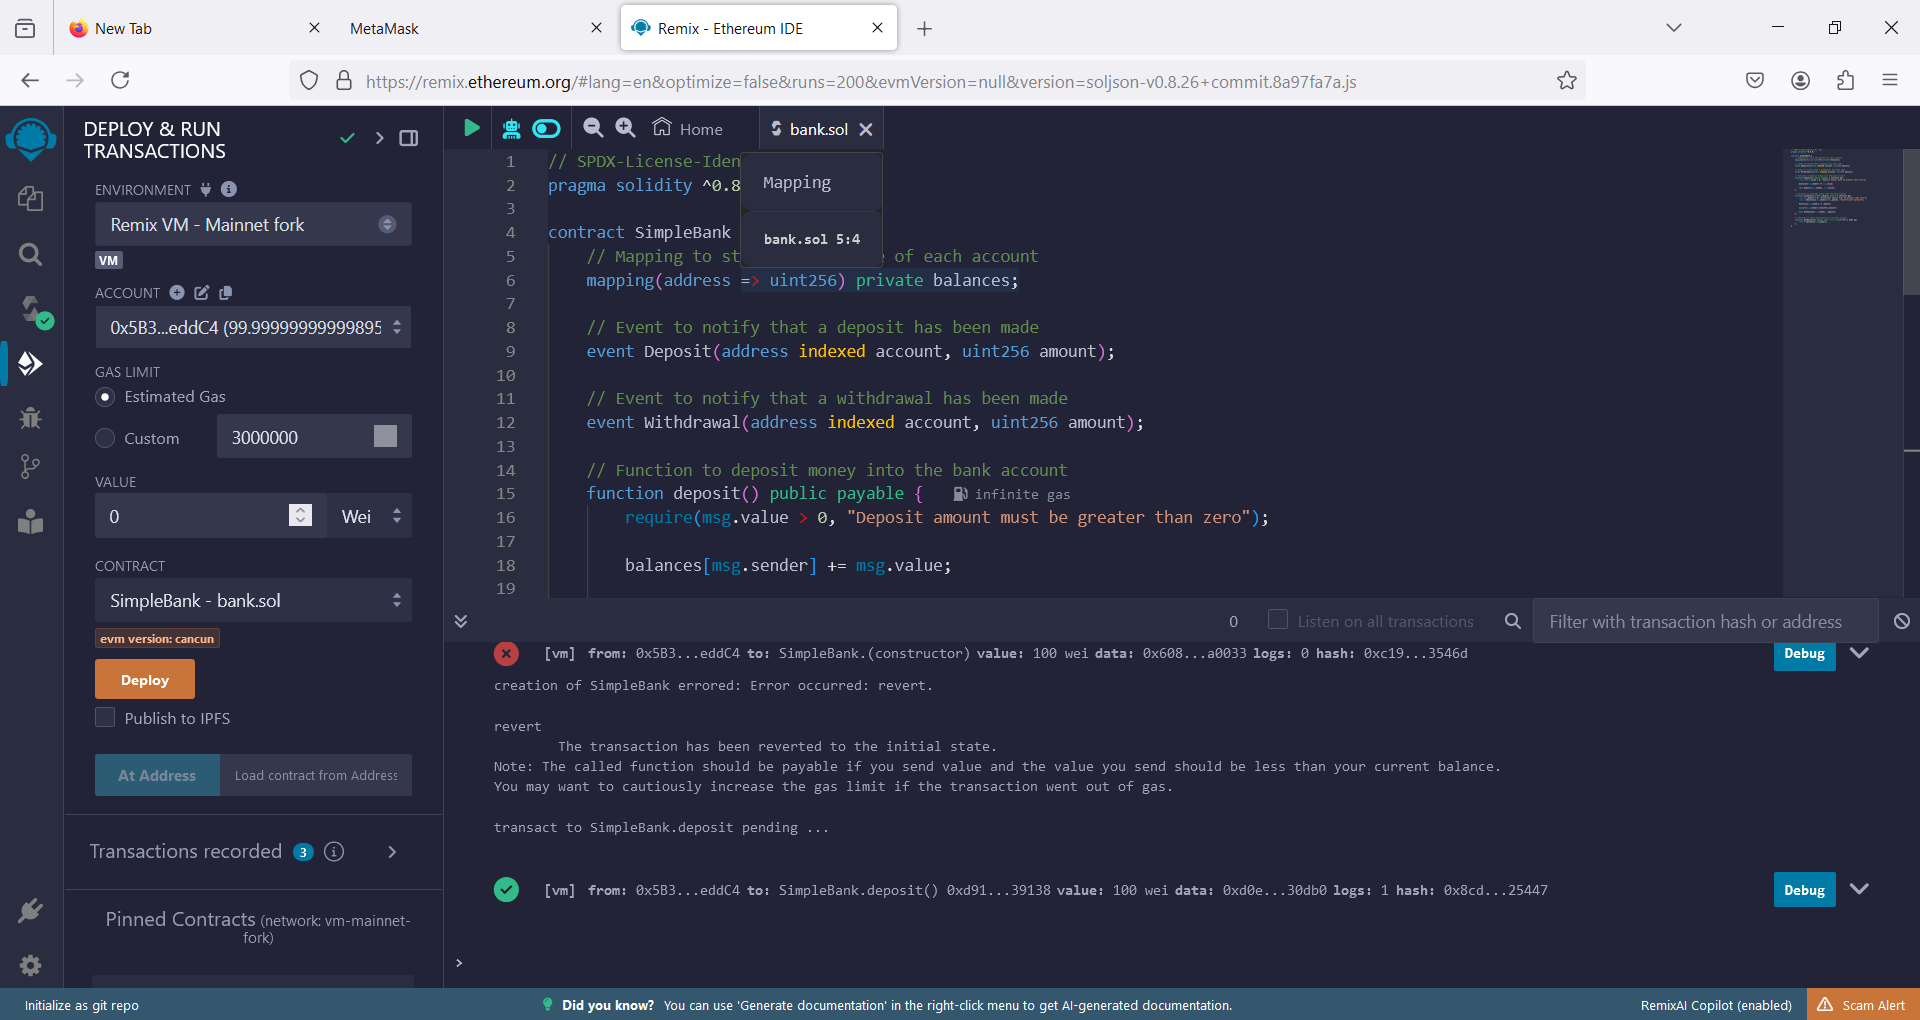 New Tab
MetaMask
Remix - Ethereum IDE
https://remix.ethereum.org/#lang=en&optimize=false&runs=200&evmVersion=null&version=soljson-v0.8.26+commit.8a97fa7a.js
DEPLOY & RUN
TRANSACTIONS
ENVIRONMENT
Remix VM - Mainnet fork
VM
ACCOUNT
0x5B3...eddC4 (99.99999999999895
GAS LIMIT
Estimated Gas
Custom
3000000
VALUE
0
Wei
CONTRACT
SimpleBank - bank.sol
evm version: cancun
Deploy
Publish to IPFS
At Address
Load contract from Address
Transactions recorded 3 i
Pinned Contracts (network: vm-mainnet-
fork)
Home
bank.sol
Mapping
bank.sol 5:4
1 // SPDX-License-Iden
2 pragma solidity ^0.8
3
4 contract SimpleBank
5 // Mapping to st e of each account
6 mapping(address => uint256) private balances;
7
8 // Event to notify that a deposit has been made
9 event Deposit(address indexed account, uint256 amount);
10
11 // Event to notify that a withdrawal has been made
12 event Withdrawal(address indexed account, uint256 amount);
13
14 // Function to deposit money into the bank account
15 function deposit() public payable { infinite gas
16 require(msg.value > 0, "Deposit amount must be greater than zero");
17
18 balances[msg.sender] += msg.value;
19
0
Listen on all transactions
Filter with transaction hash or address
[vm] from: 0x5B3...eddC4 to: SimpleBank.(constructor) value: 100 wei data: 0x608...a0033 logs: 0 hash: 0xc19...3546d
Debug
creation of SimpleBank errored: Error occurred: revert.
revert
The transaction has been reverted to the initial state.
Note: The called function should be payable if you send value and the value you send should be less than your current balance.
You may want to cautiously increase the gas limit if the transaction went out of gas.
transact to SimpleBank.deposit pending ...
[vm] from: 0x5B3...eddC4 to: SimpleBank.deposit() 0xd91...39138 value: 100 wei data: 0xd0e...30db0 logs: 1 hash: 0x8cd...25447
Debug
>
Initialize as git repo
Did you know? You can use 'Generate documentation' in the right-click menu to get AI-generated documentation.
RemixAI Copilot (enabled)
Scam Alert